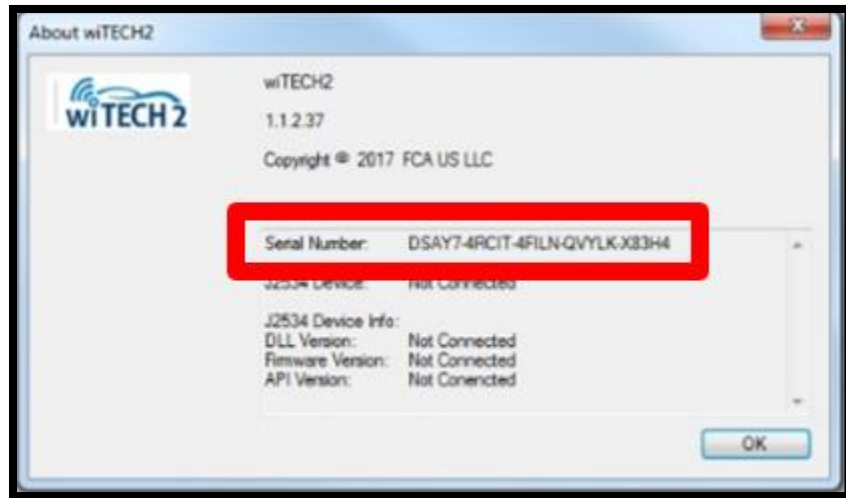 About wiTECH2
wiTECH 2
wiTECH2
1.1.2.37
Copyright © 2017 FCA US LLC
Serial Number: DSAY7-4RCIT-4FILN-QVYLK-X83H4
J2534 Device: Not Connected
J2534 Device Info:
DLL Version: Not Connected
Firmware Version: Not Connected
API Version: Not Conencted
OK